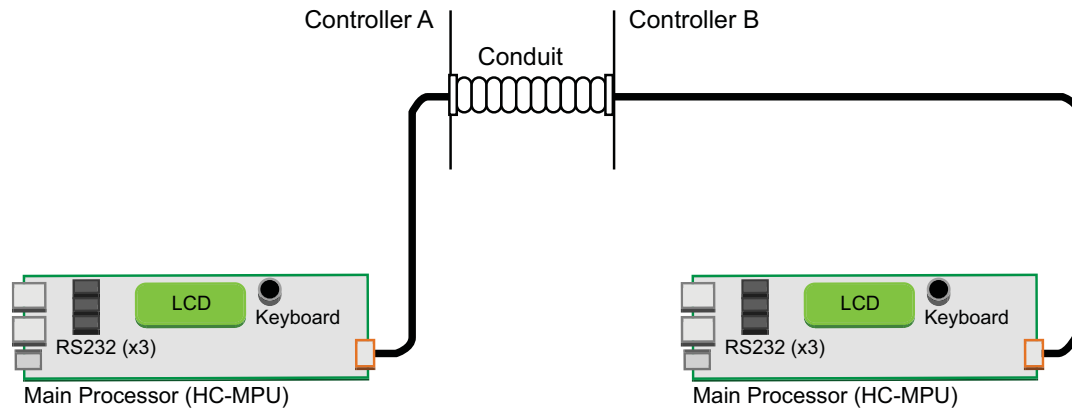 Controller A
Controller B
Conduit
LCD
Keyboard
RS232 (x3)
Main Processor (HC-MPU)
LCD
Keyboard
RS232 (x3)
Main Processor (HC-MPU)